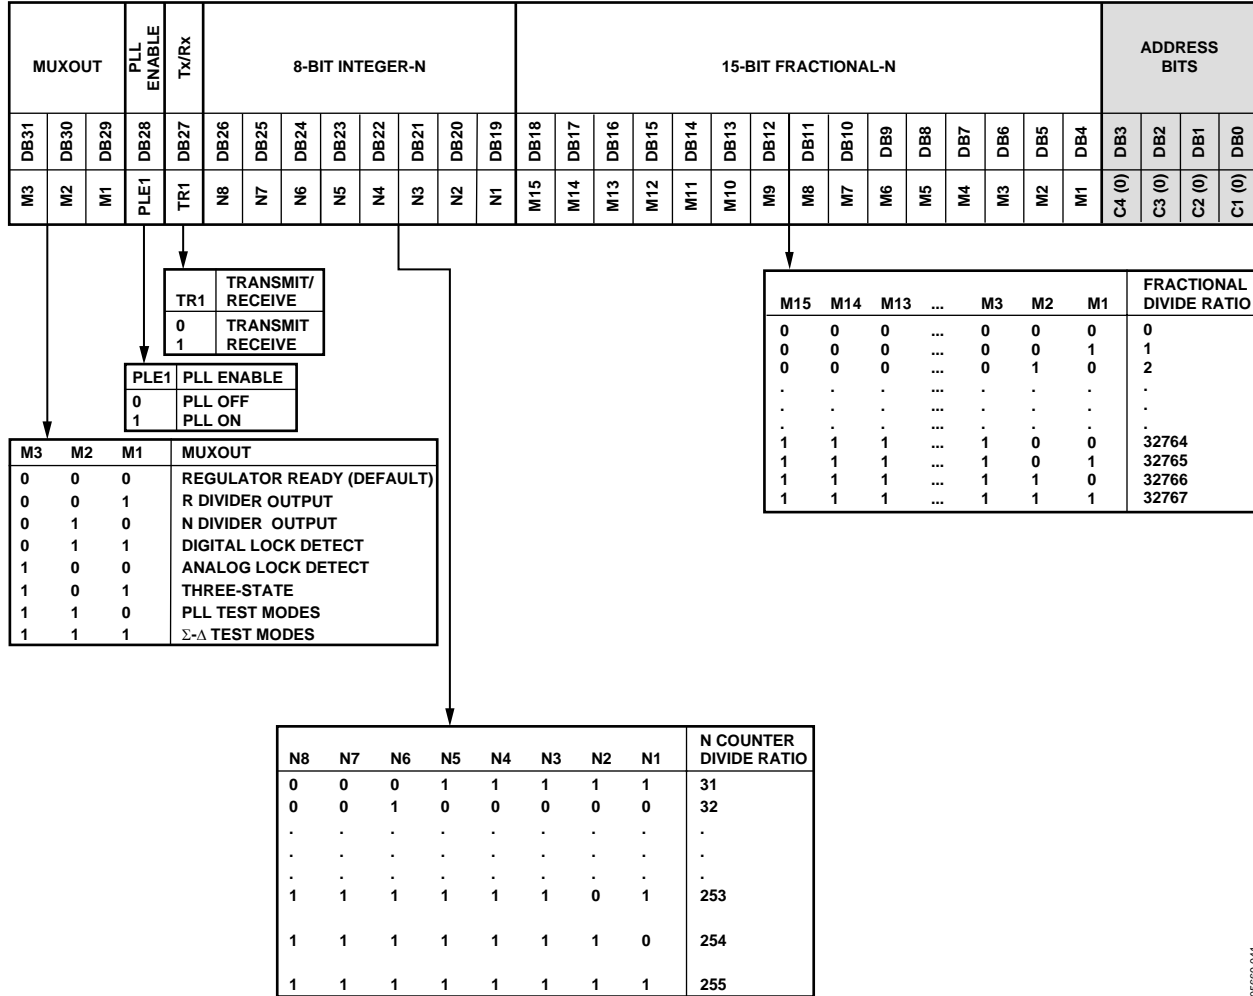 MUXOUT PLL ENABLE Tx/Rx 8-BIT INTEGER-N 15-BIT FRACTIONAL-N ADDRESS BITS
DB31 DB30 DB29 DB28 DB27 DB26 DB25 DB24 DB23 DB22 DB21 DB20 DB19 DB18 DB17 DB16 DB15 DB14 DB13 DB12 DB11 DB10 DB9 DB8 DB7 DB6 DB5 DB4 DB3 DB2 DB1 DB0
M3 M2 M1 PLE1 TR1 N8 N7 N6 N5 N4 N3 N2 N1 M15 M14 M13 M12 M11 M10 M9 M8 M7 M6 M5 M4 M3 M2 M1 C4 (0) C3 (0) C2 (0) C1 (0)
TR1 TRANSMIT/ RECEIVE
0 TRANSMIT
1 RECEIVE
PLE1 PLL ENABLE
0 PLL OFF
1 PLL ON
M3 M2 M1 MUXOUT
0 0 0 REGULATOR READY (DEFAULT)
0 0 1 R DIVIDER OUTPUT
0 1 0 N DIVIDER OUTPUT
0 1 1 DIGITAL LOCK DETECT
1 0 0 ANALOG LOCK DETECT
1 0 1 THREE-STATE
1 1 0 PLL TEST MODES
1 1 1 Σ-Δ TEST MODES
M15 M14 M13 ... M3 M2 M1 FRACTIONAL DIVIDE RATIO
0 0 0 ... 0 0 0 0
0 0 0 ... 0 0 1 1
0 0 0 ... 0 1 0 2
. . . ... . . . .
. . . ... . . . .
. . . ... . . . .
1 1 1 ... 1 0 0 32764
1 1 1 ... 1 0 1 32765
1 1 1 ... 1 1 0 32766
1 1 1 ... 1 1 1 32767
N8 N7 N6 N5 N4 N3 N2 N1 N COUNTER DIVIDE RATIO
0 0 0 1 1 1 1 1 31
0 0 1 0 0 0 0 0 32
. . . . . . . . .
. . . . . . . . .
. . . . . . . . .
1 1 1 1 1 1 0 1 253
1 1 1 1 1 1 1 0 254
1 1 1 1 1 1 1 1 255